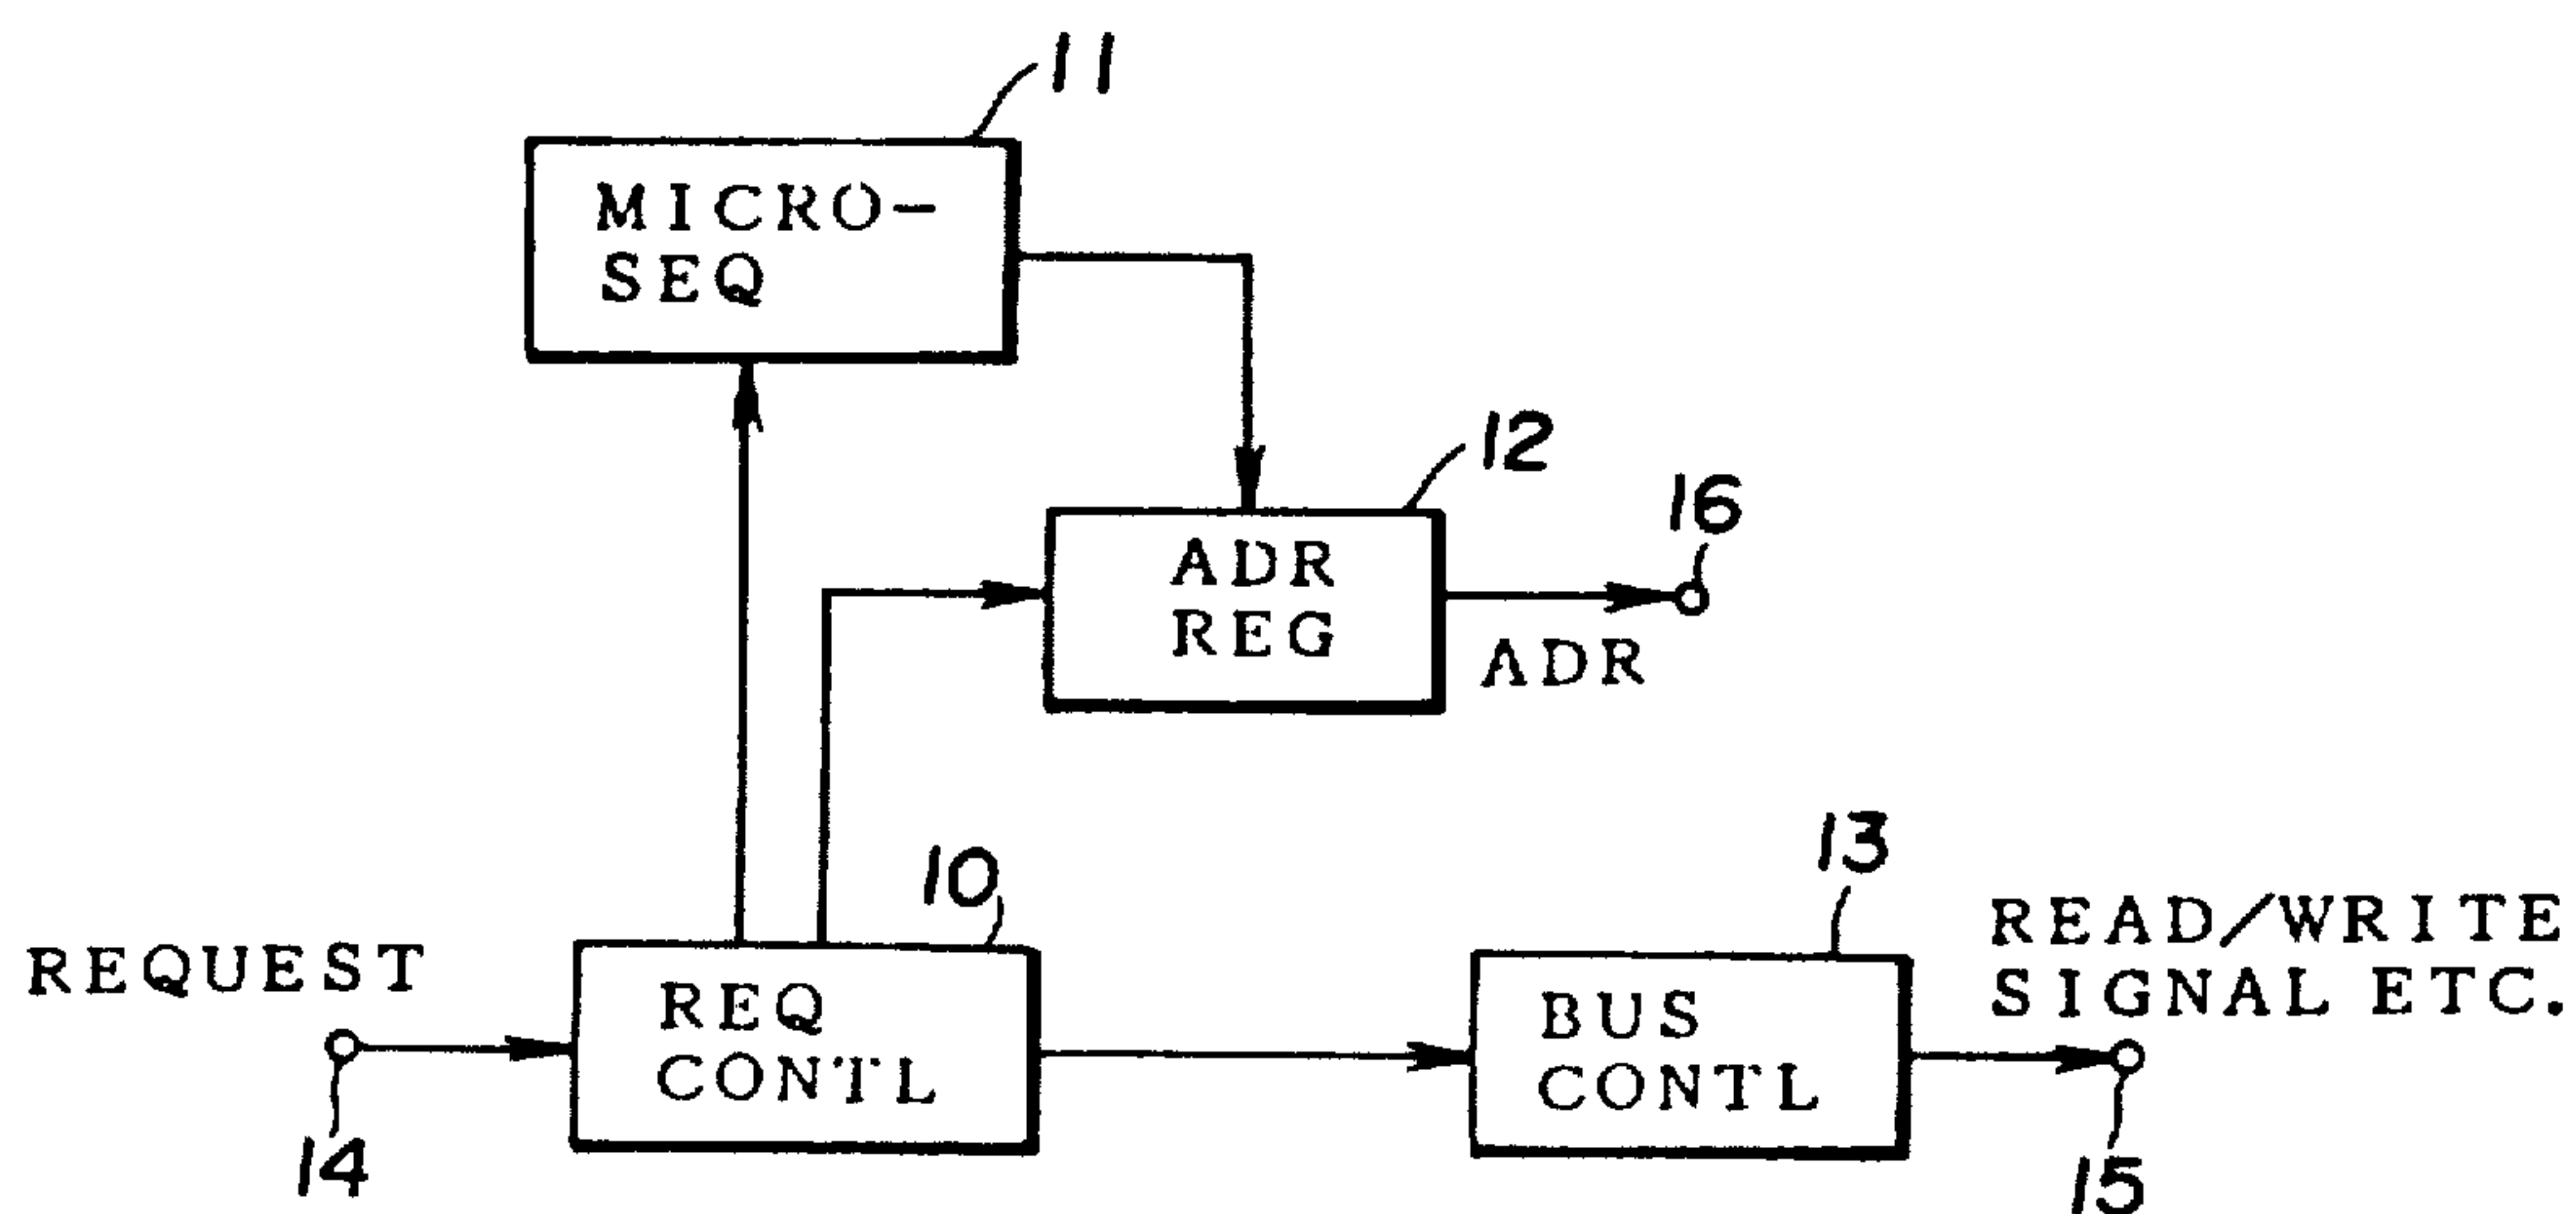 11
MICRO-
SEQ
12
16
ADR
REG
ADR
10
13
REQUEST
READ/WRITE
SIGNAL ETC.
REQ
CONTL
BUS
CONTL
14
15